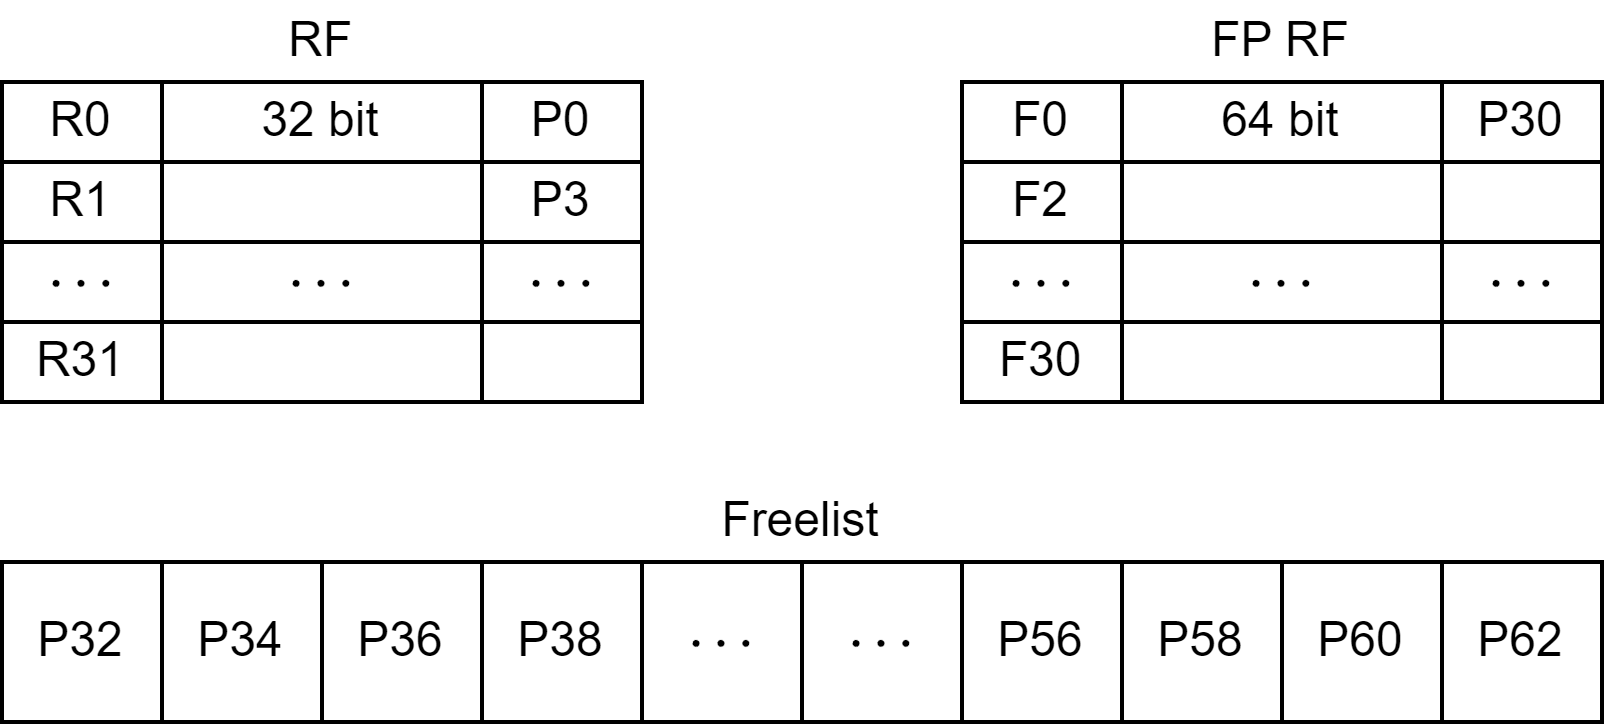 RF
R0 32 bit P0
R1 P3
... ... ...
R31
FP RF
F0 64 bit P30
F2
... ... ...
F30
Freelist
P32 P34 P36 P38 ... ... P56 P58 P60 P62